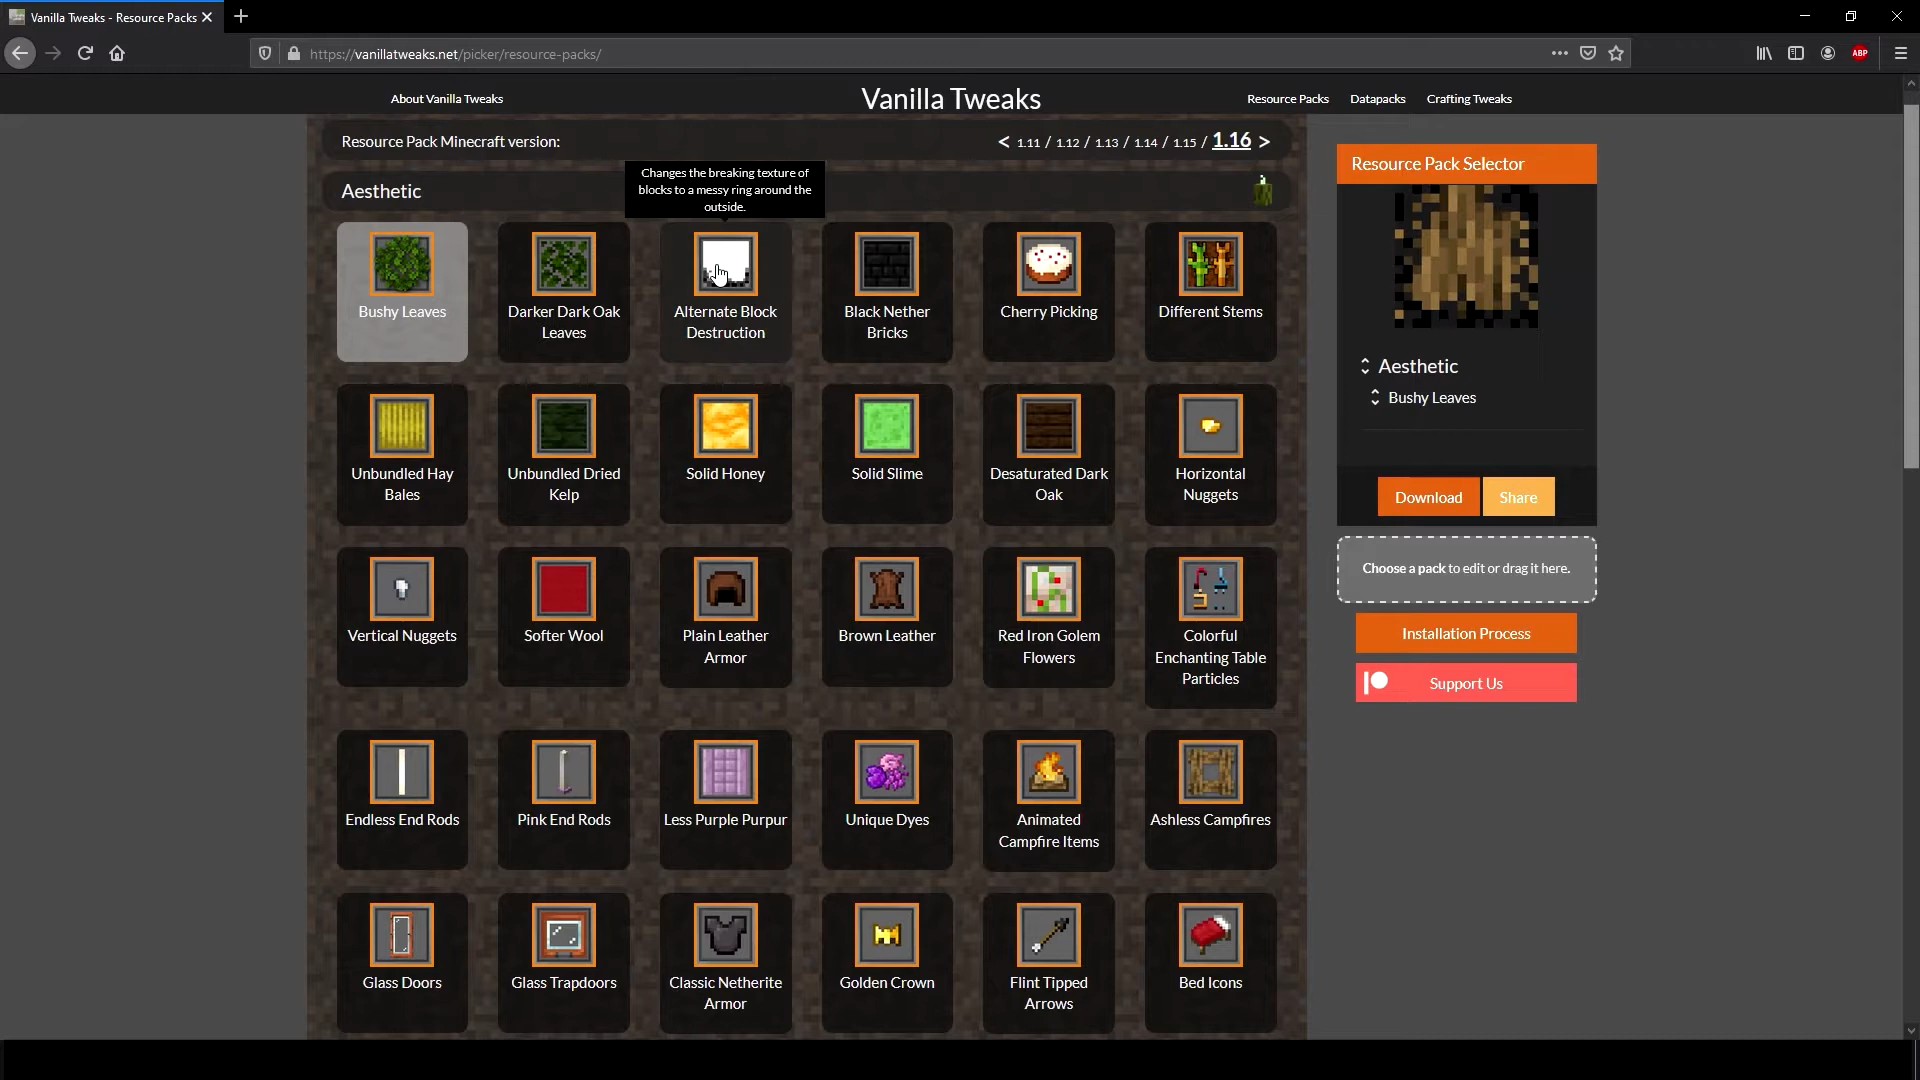 Vanilla Tweaks - Resource Packs
https://vanillatweaks.net/picker/resource-packs/
ABP
About Vanilla Tweaks
Vanilla Tweaks
Resource Packs
Datapacks
Crafting Tweaks
Resource Pack Minecraft version:
< 1.11 / 1.12 / 1.13 / 1.14 / 1.15 / 1.16 >
Changes the breaking texture of
blocks to a messy ring around the
outside.
Aesthetic
Bushy Leaves
Darker Dark Oak
Leaves
Alternate Block
Destruction
Black Nether
Bricks
Cherry Picking
Different Stems
Unbundled Hay
Bales
Unbundled Dried
Kelp
Solid Honey
Solid Slime
Desaturated Dark
Oak
Horizontal
Nuggets
Vertical Nuggets
Softer Wool
Plain Leather
Armor
Brown Leather
Red Iron Golem
Flowers
Colorful
Enchanting Table
Particles
Endless End Rods
Pink End Rods
Less Purple Purpur
Unique Dyes
Animated
Campfire Items
Ashless Campfires
Glass Doors
Glass Trapdoors
Classic Netherite
Armor
Golden Crown
Flint Tipped
Arrows
Bed Icons
Resource Pack Selector
Aesthetic
Bushy Leaves
Download
Share
Choose a pack to edit or drag it here.
Installation Process
Support Us